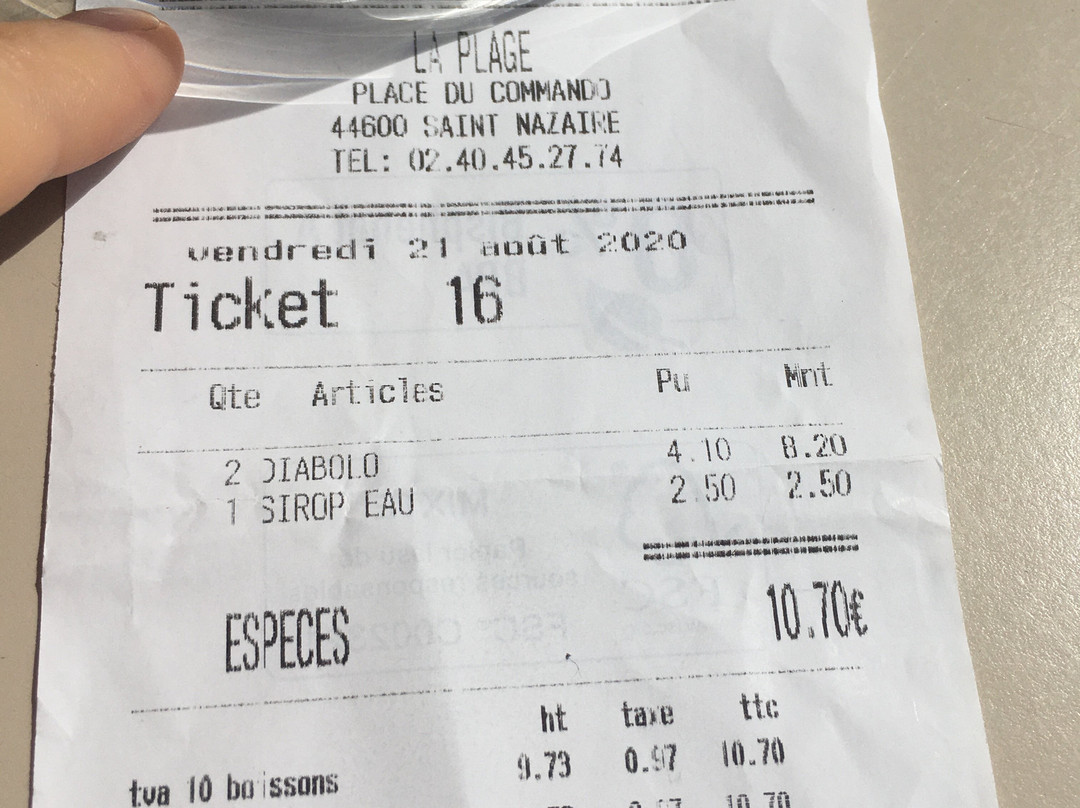 LA PLAGE
PLACE DU COMMANDO
44600 SAINT NAZAIRE
TEL: 02.40.45.27.74
vendredi 21 août 2020
Ticket 16
Qte Articles Pu Mnt
2 DIABOLO 4.10 8.20
1 SIROP EAU 2.50 2.50
ESPECES 10.70€
ht taxe ttc
tva 10 boissons 9.73 0.97 10.70
10.70